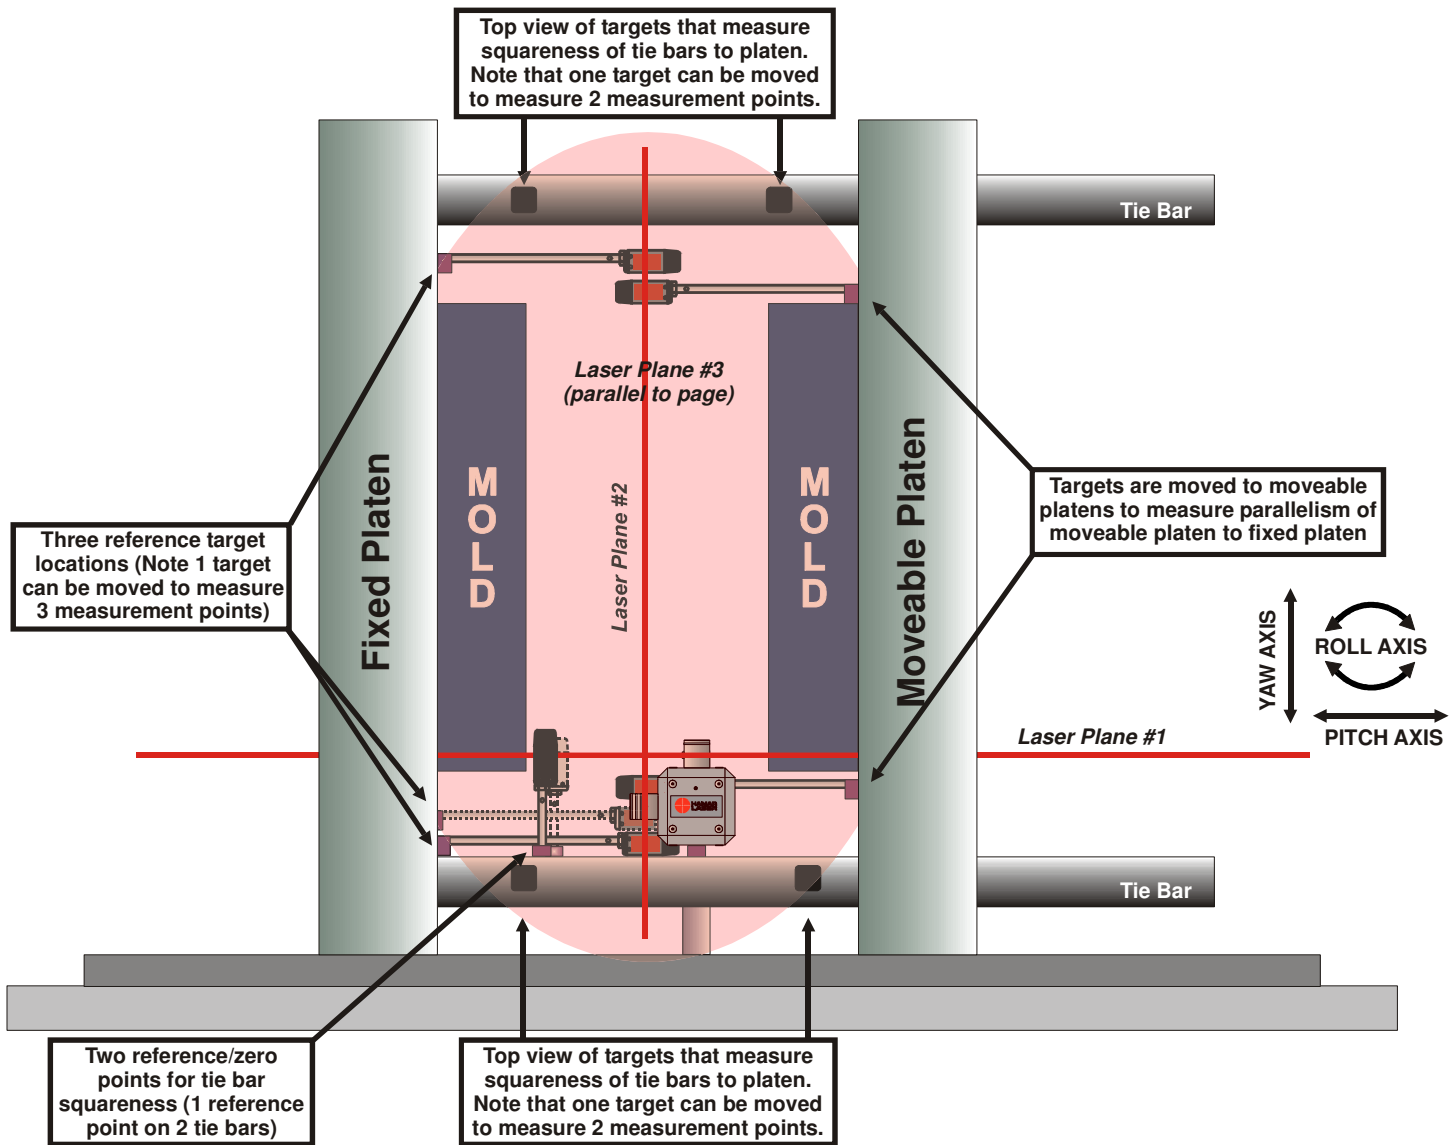 Top view of targets that measure
squareness of tie bars to platen.
Note that one target can be moved
to measure 2 measurement points.
Tie Bar
Laser Plane #3
(parallel to page)
Fixed Platen
MOLD
Laser Plane #2
MOLD
Moveable Platen
Targets are moved to moveable
platens to measure parallelism of
moveable platen to fixed platen
Three reference target
locations (Note 1 target
can be moved to measure
3 measurement points)
YAW AXIS
ROLL AXIS
PITCH AXIS
Laser Plane #1
Tie Bar
Two reference/zero
points for tie bar
squareness (1 reference
point on 2 tie bars)
Top view of targets that measure
squareness of tie bars to platen.
Note that one target can be moved
to measure 2 measurement points.